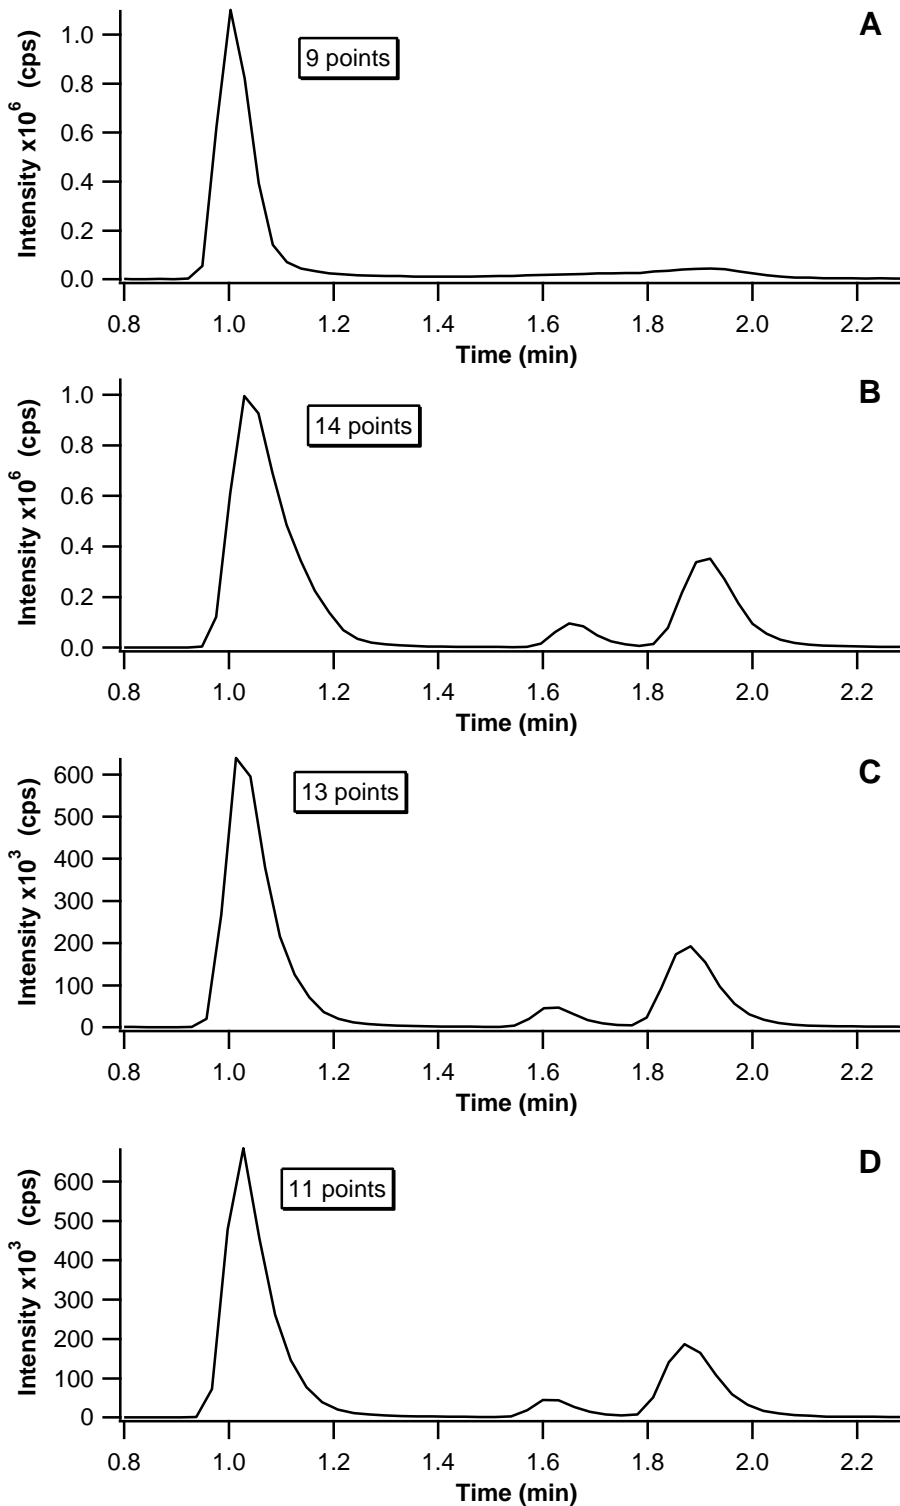 A
9 points
Intensity x10⁶ (cps)
1.0
0.8
0.6
0.4
0.2
0.0
0.8 1.0 1.2 1.4 1.6 1.8 2.0 2.2
Time (min)
B
14 points
Intensity x10⁶ (cps)
1.0
0.8
0.6
0.4
0.2
0.0
0.8 1.0 1.2 1.4 1.6 1.8 2.0 2.2
Time (min)
C
13 points
Intensity x10³ (cps)
600
500
400
300
200
100
0
0.8 1.0 1.2 1.4 1.6 1.8 2.0 2.2
Time (min)
D
11 points
Intensity x10³ (cps)
600
500
400
300
200
100
0
0.8 1.0 1.2 1.4 1.6 1.8 2.0 2.2
Time (min)